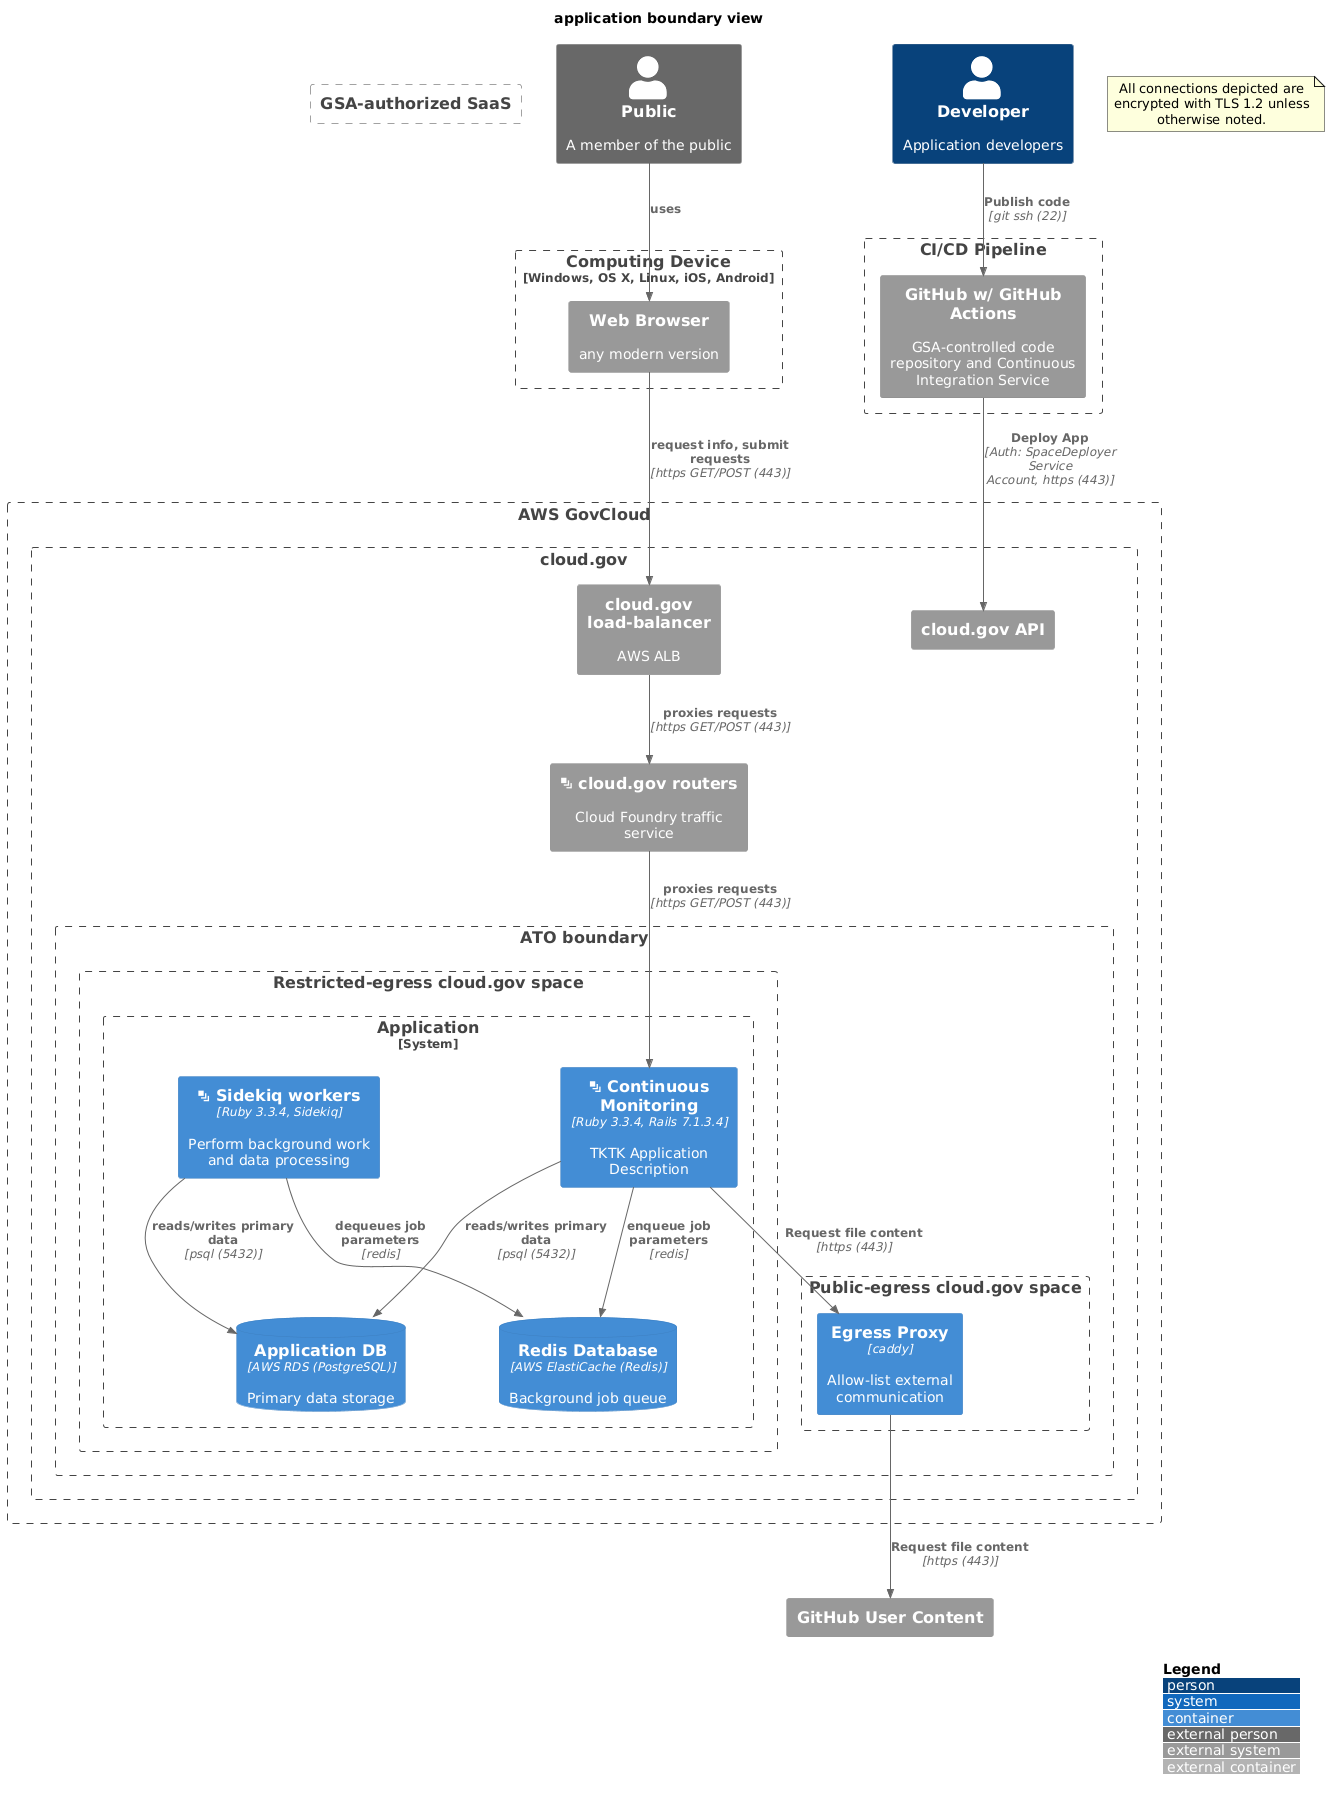 application boundary view
GSA-authorized SaaS
Public
A member of the public
Developer
Application developers
All connections depicted are
encrypted with TLS 1.2 unless
otherwise noted.
uses
Publish code
[git ssh (22)]
Computing Device
[Windows, OS X, Linux, iOS, Android]
Web Browser
any modern version
CI/CD Pipeline
GitHub w/ GitHub
Actions
GSA-controlled code
repository and Continuous
Integration Service
request info, submit
requests
[https GET/POST (443)]
Deploy App
[Auth: SpaceDeployer
Service
Account, https (443)]
AWS GovCloud
cloud.gov
cloud.gov
load-balancer
AWS ALB
cloud.gov API
proxies requests
[https GET/POST (443)]
cloud.gov routers
Cloud Foundry traffic
service
proxies requests
[https GET/POST (443)]
ATO boundary
Restricted-egress cloud.gov space
Application
[System]
Sidekiq workers
[Ruby 3.3.4, Sidekiq]
Perform background work
and data processing
Continuous
Monitoring
[Ruby 3.3.4, Rails 7.1.3.4]
TKTK Application
Description
reads/writes primary
data
[psql (5432)]
dequeues job
parameters
[redis]
reads/writes primary
data
[psql (5432)]
enqueue job
parameters
[redis]
Request file content
[https (443)]
Public-egress cloud.gov space
Application DB
[AWS RDS (PostgreSQL)]
Primary data storage
Redis Database
[AWS ElastiCache (Redis)]
Background job queue
Egress Proxy
[caddy]
Allow-list external
communication
Request file content
[https (443)]
GitHub User Content
Legend
person
system
container
external person
external system
external container